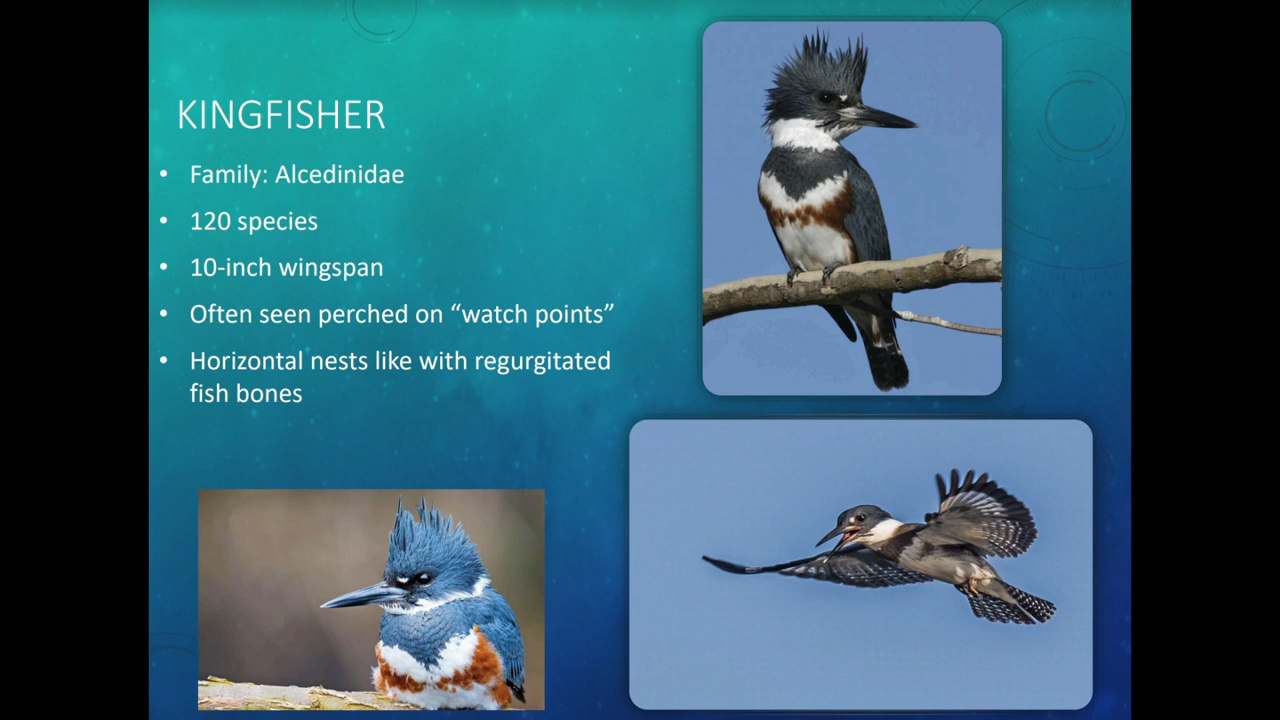 KINGFISHER
• Family: Alcedinidae
• 120 species
• 10-inch wingspan
• Often seen perched on “watch points”
• Horizontal nests like with regurgitated
fish bones